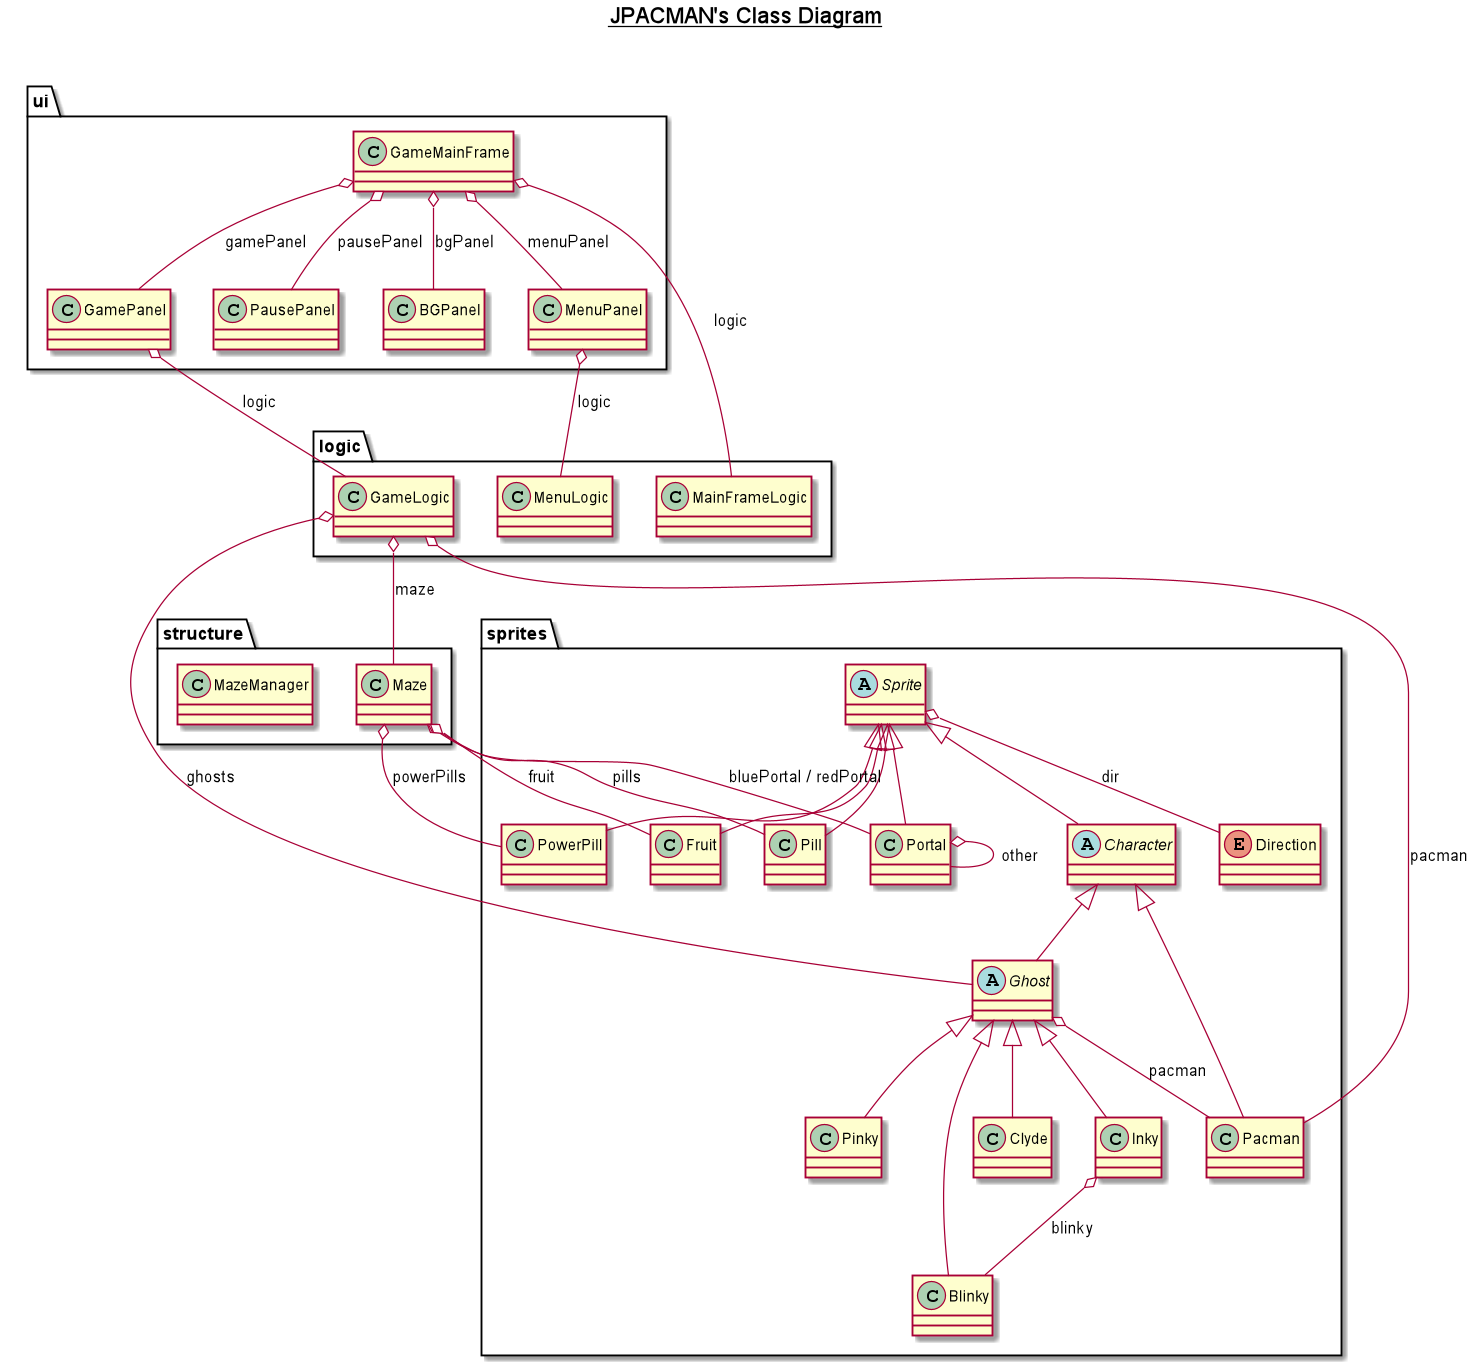 JPACMAN's Class Diagram
ui
C GameMainFrame
gamePanel
pausePanel
bgPanel
menuPanel
C GamePanel
C PausePanel
C BGPanel
C MenuPanel
logic
logic
logic
logic
C GameLogic
C MenuLogic
C MainFrameLogic
maze
structure
sprites
C MazeManager
C Maze
A Sprite
ghosts
powerPills
fruit
pills
bluePortal / redPortal
dir
C PowerPill
C Fruit
C Pill
C Portal
other
A Character
E Direction
pacman
A Ghost
pacman
C Pinky
C Clyde
C Inky
C Pacman
blinky
C Blinky